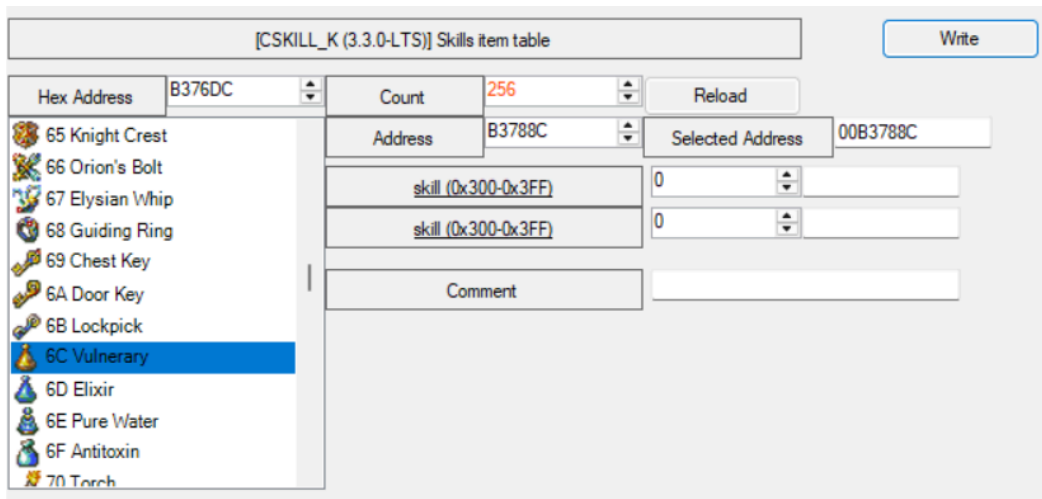 [CSKILL_K (3.3.0-LTS)] Skills item table
Write
Hex Address B376DC Count 256 Reload
65 Knight Crest
66 Orion's Bolt
67 Elysian Whip
68 Guiding Ring
69 Chest Key
6A Door Key
6B Lockpick
6C Vulnerary
6D Elixir
6E Pure Water
6F Antitoxin
70 Torch
Address B3788C Selected Address 00B3788C
skill (0x300-0x3FF) 0
skill (0x300-0x3FF) 0
Comment